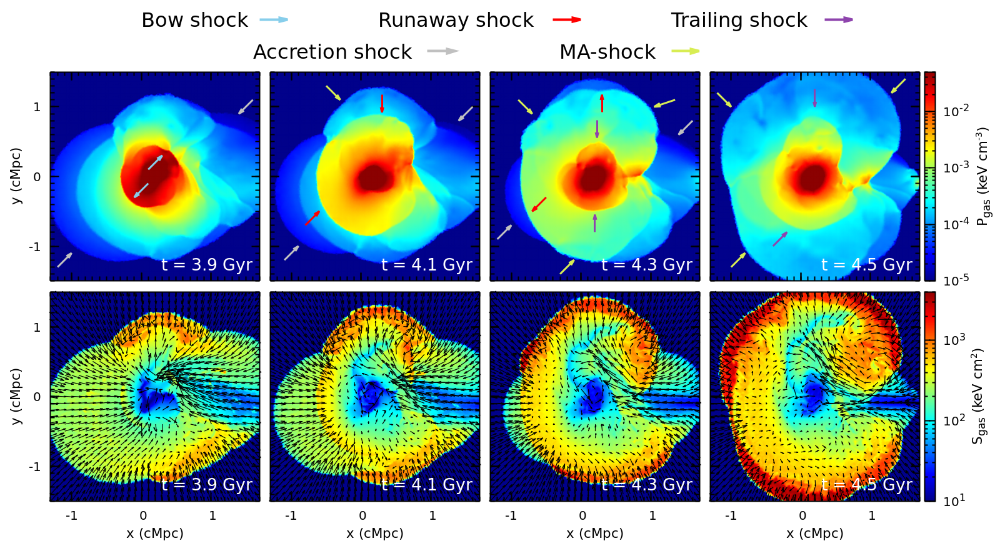 Bow shock Runaway shock Trailing shock
Accretion shock MA-shock
1
0
-1
y (cMpc)
t = 3.9 Gyr t = 4.1 Gyr t = 4.3 Gyr t = 4.5 Gyr
10-2
10-3
10-4
10-5
Pgas (keV cm-3)
1
0
-1
y (cMpc)
t = 3.9 Gyr t = 4.1 Gyr t = 4.3 Gyr t = 4.5 Gyr
103
102
101
Sgas (keV cm2)
-1 0 1 -1 0 1 -1 0 1 -1 0 1
x (cMpc) x (cMpc) x (cMpc) x (cMpc)